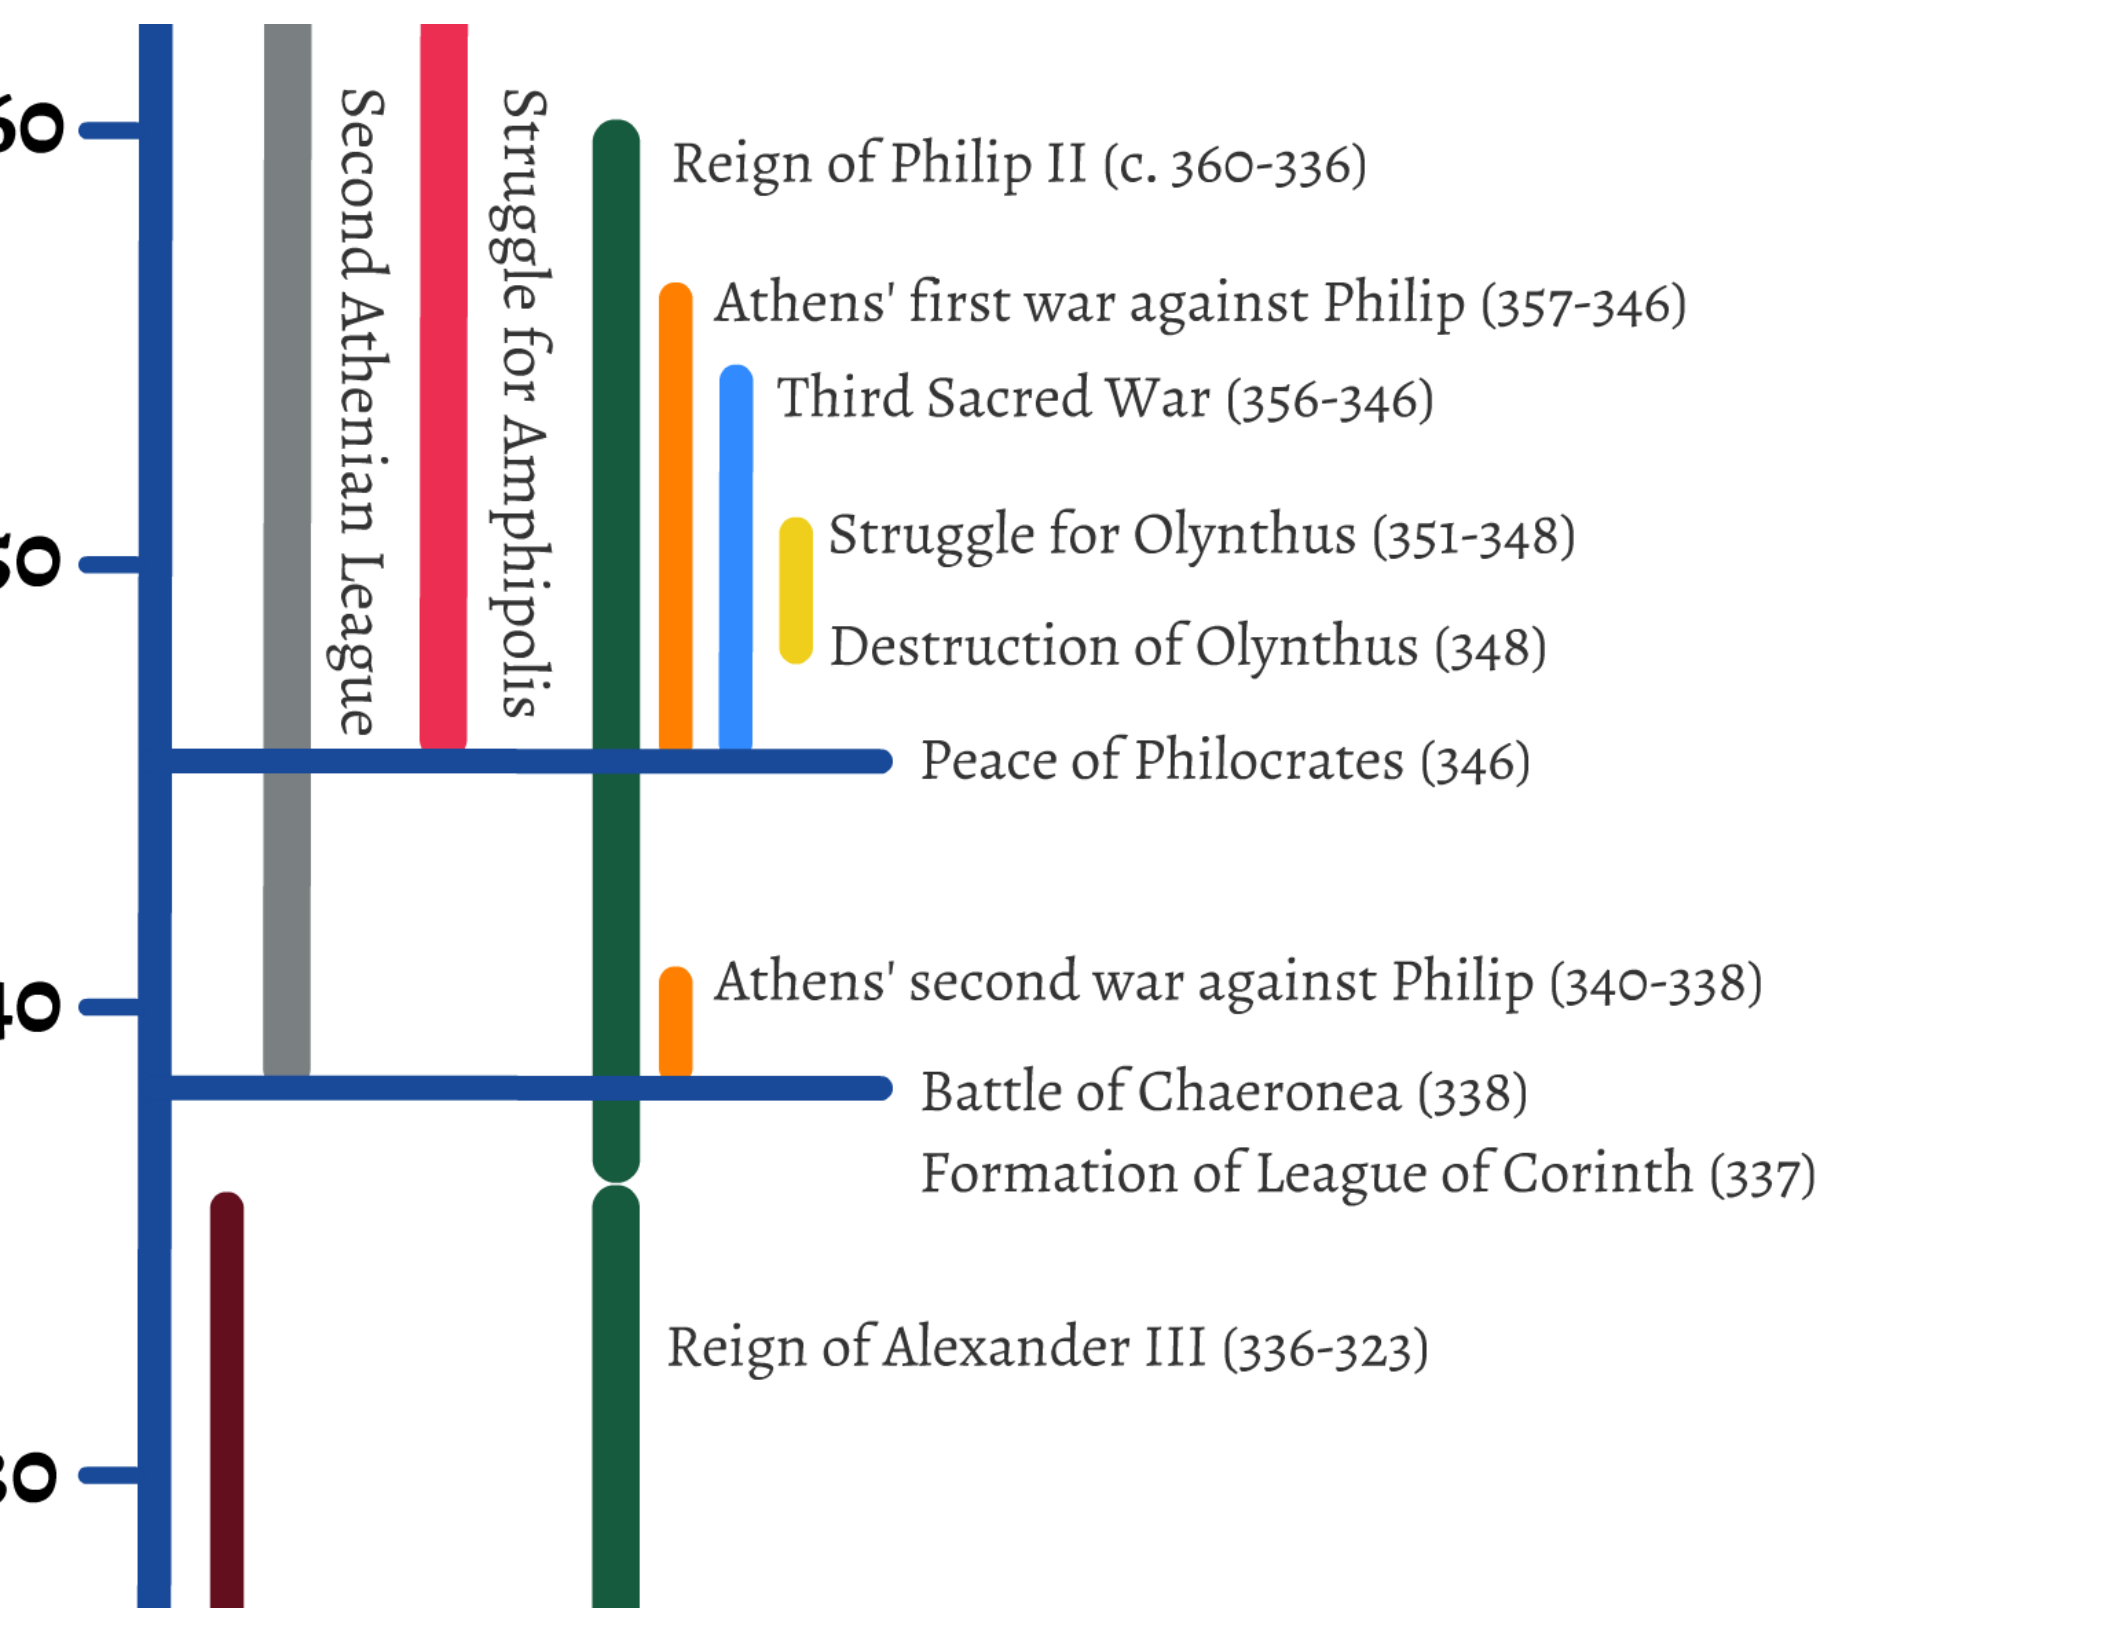 60
Second Athenian League
Struggle for Amphipolis
Reign of Philip II (c. 360-336)
Athens' first war against Philip (357-346)
Third Sacred War (356-346)
Struggle for Olynthus (351-348)
50
Destruction of Olynthus (348)
Peace of Philocrates (346)
Athens' second war against Philip (340-338)
40
Battle of Chaeronea (338)
Formation of League of Corinth (337)
Reign of Alexander III (336-323)
30